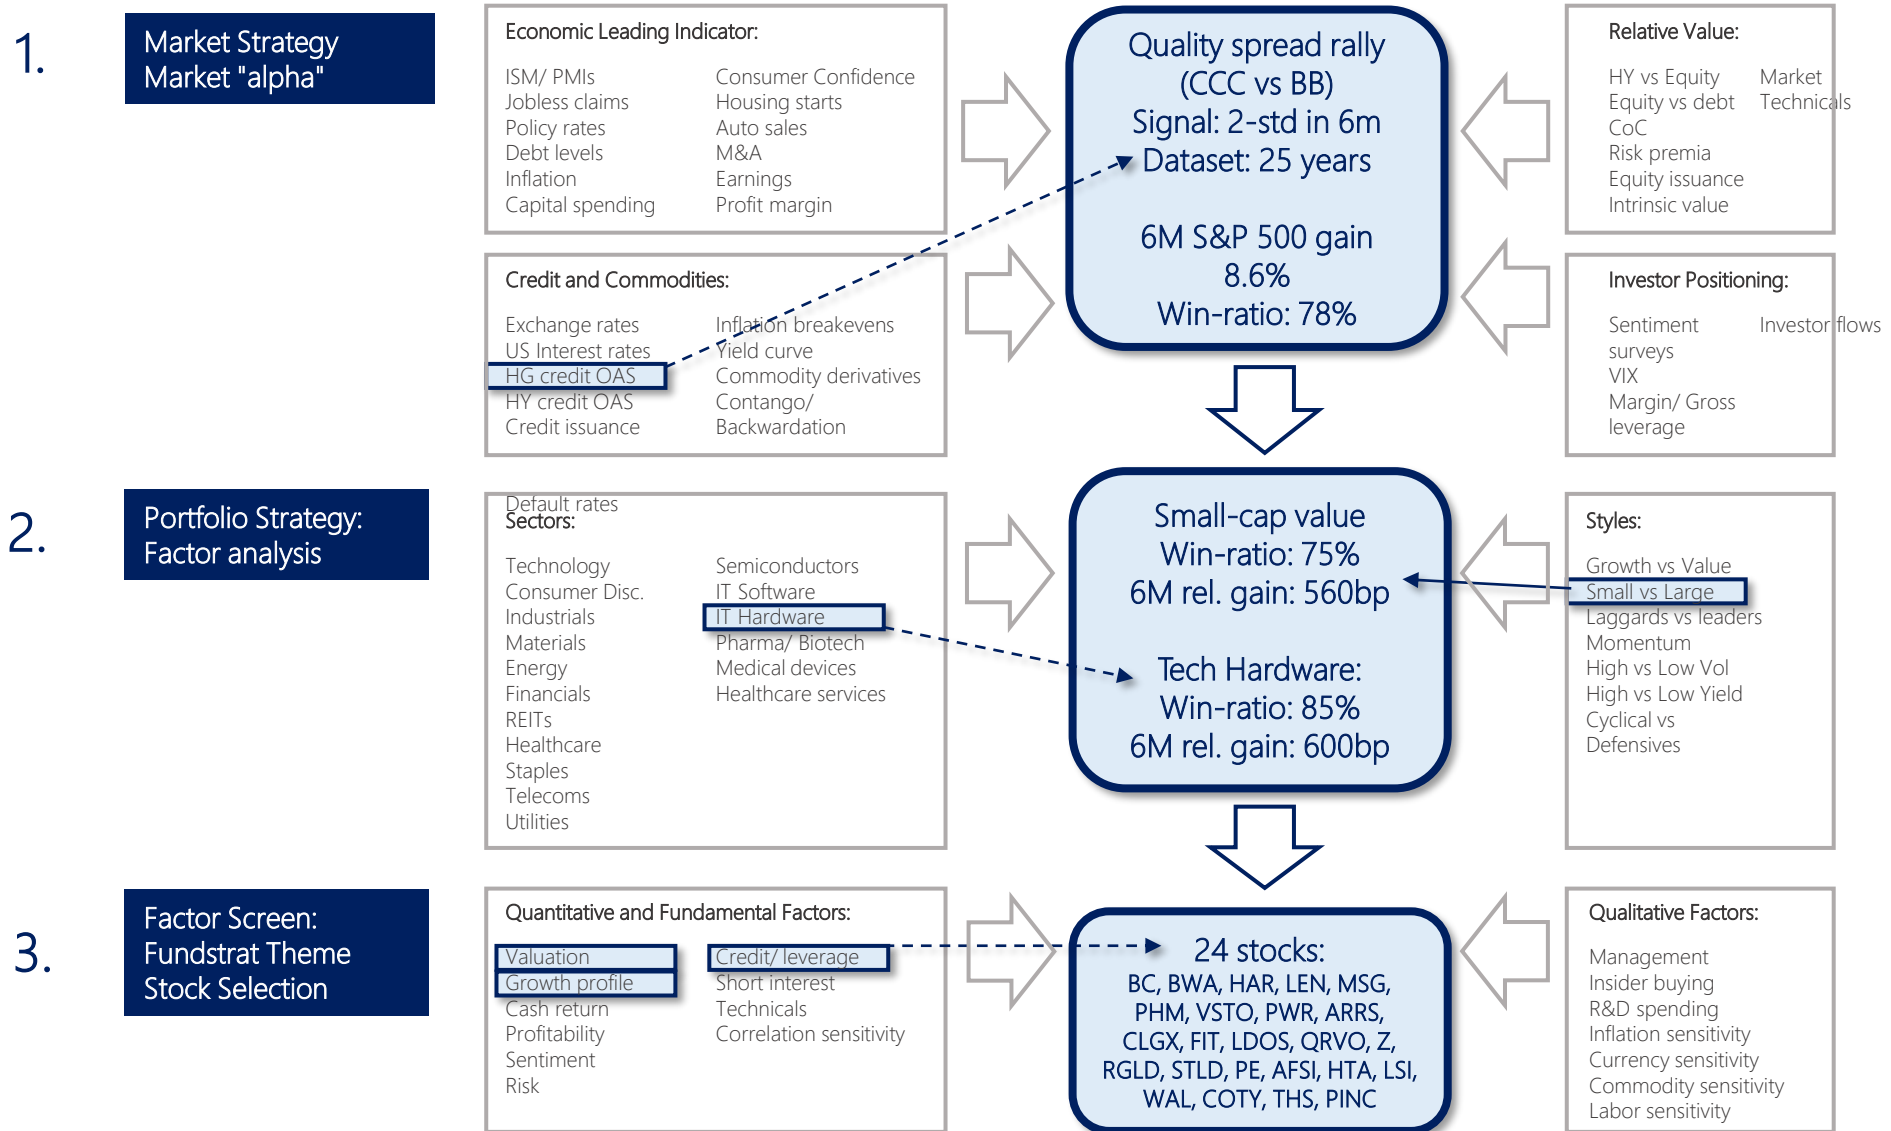 1.
Market Strategy
Market "alpha"
Economic Leading Indicator:
ISM/ PMIs
Jobless claims
Policy rates
Debt levels
Inflation
Capital spending
Consumer Confidence
Housing starts
Auto sales
M&A
Earnings
Profit margin
Credit and Commodities:
Exchange rates
US Interest rates
HG credit OAS
HY credit OAS
Credit issuance
Default rates
Inflation breakevens
Yield curve
Commodity derivatives
Contango/
Backwardation
Quality spread rally
(CCC vs BB)
Signal: 2-std in 6m
Dataset: 25 years
6M S&P 500 gain
8.6%
Win-ratio: 78%
Relative Value:
HY vs Equity
Equity vs debt
CoC
Risk premia
Equity issuance
Intrinsic value
Market
Technicals
Investor Positioning:
Sentiment
surveys
VIX
Margin/ Gross
leverage
Investor flows
2.
Portfolio Strategy:
Factor analysis
Sectors:
Technology
Consumer Disc.
Industrials
Materials
Energy
Financials
REITs
Healthcare
Staples
Telecoms
Utilities
Semiconductors
IT Software
IT Hardware
Pharma/ Biotech
Medical devices
Healthcare services
Small-cap value
Win-ratio: 75%
6M rel. gain: 560bp
Tech Hardware:
Win-ratio: 85%
6M rel. gain: 600bp
Styles:
Growth vs Value
Small vs Large
Laggards vs leaders
Momentum
High vs Low Vol
High vs Low Yield
Cyclical vs
Defensives
3.
Factor Screen:
Fundstrat Theme
Stock Selection
Quantitative and Fundamental Factors:
Valuation
Growth profile
Cash return
Profitability
Sentiment
Risk
Credit/ leverage
Short interest
Technicals
Correlation sensitivity
24 stocks:
BC, BWA, HAR, LEN, MSG,
PHM, VSTO, PWR, ARRS,
CLGX, FIT, LDOS, QRVO, Z,
RGLD, STLD, PE, AFSI, HTA, LSI,
WAL, COTY, THS, PINC
Qualitative Factors:
Management
Insider buying
R&D spending
Inflation sensitivity
Currency sensitivity
Commodity sensitivity
Labor sensitivity